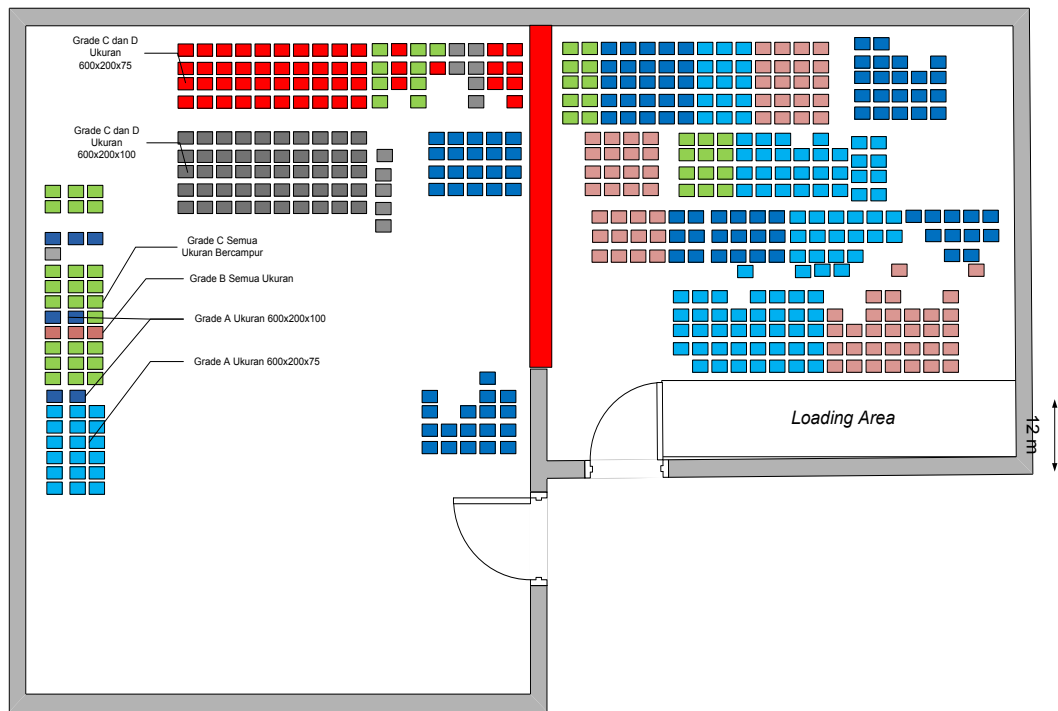 Grade C dan D
Ukuran
600x200x75
Grade C dan D
Ukuran
600x200x100
Grade C Semua
Ukuran Bercampur
Grade B Semua Ukuran
Grade A Ukuran 600x200x100
Grade A Ukuran 600x200x75
Loading Area
12 m